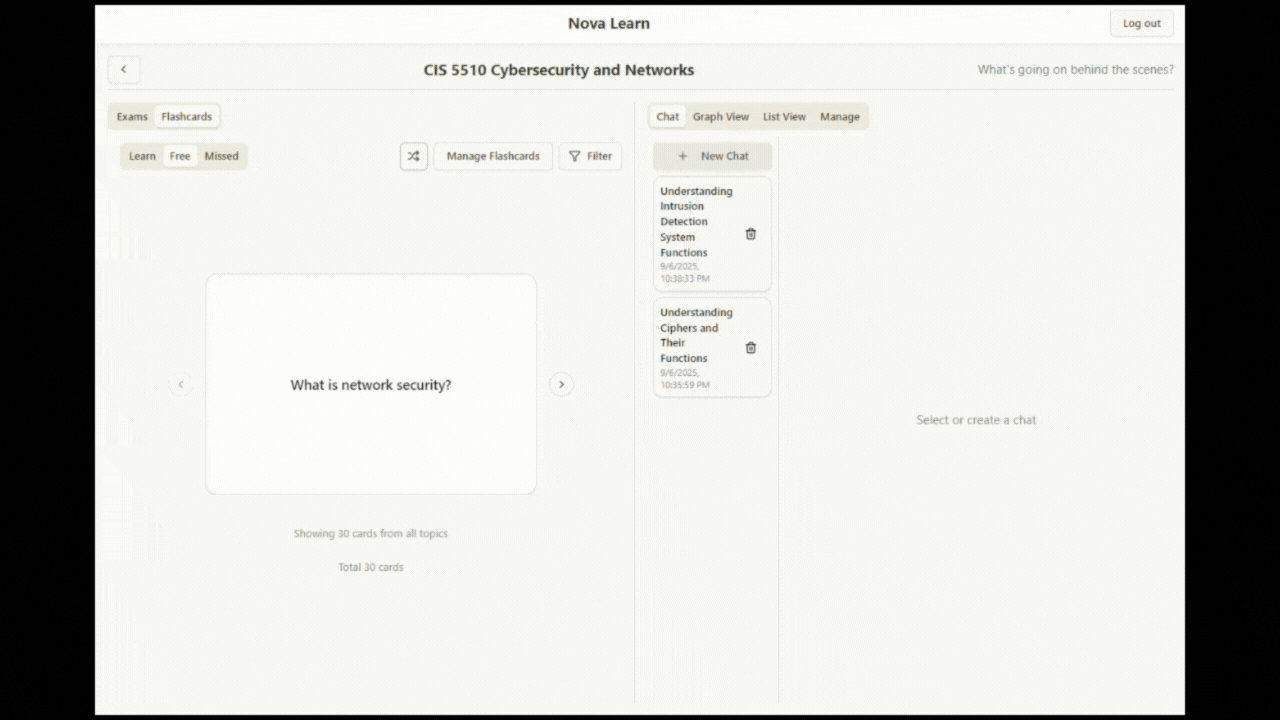 Nova Learn
Log out
CIS 5510 Cybersecurity and Networks
What's going on behind the scenes?
Exams
Flashcards
Learn
Free
Missed
Manage Flashcards
Filter
What is network security?
Showing 30 cards from all topics
Total 30 cards
Chat
Graph View
List View
Manage
New Chat
Understanding
Intrusion
Detection
System
Functions
9/6/2025,
10:38:33 PM
Understanding
Ciphers and
Their
Functions
9/6/2025,
10:35:59 PM
Select or create a chat